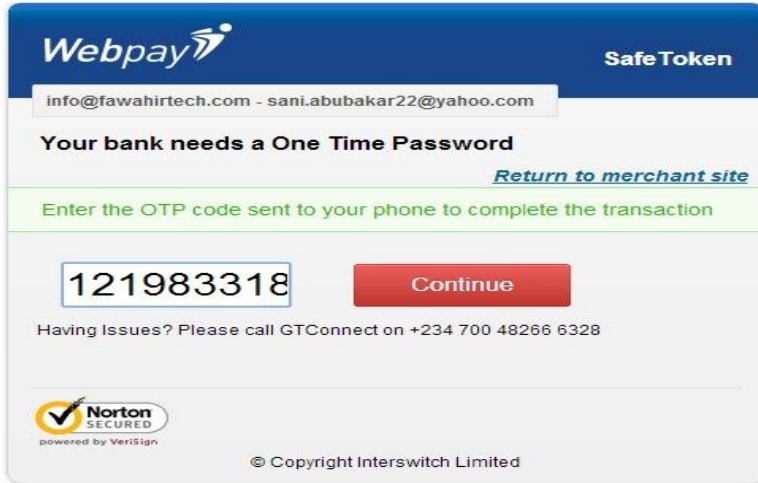 Webpay
SafeToken
info@fawahirtech.com - sani.abubakar22@yahoo.com
Your bank needs a One Time Password
Return to merchant site
Enter the OTP code sent to your phone to complete the transaction
121983318
Continue
Having Issues? Please call GTConnect on +234 700 48266 6328
Norton
SECURED
powered by VeriSign
© Copyright Interswitch Limited